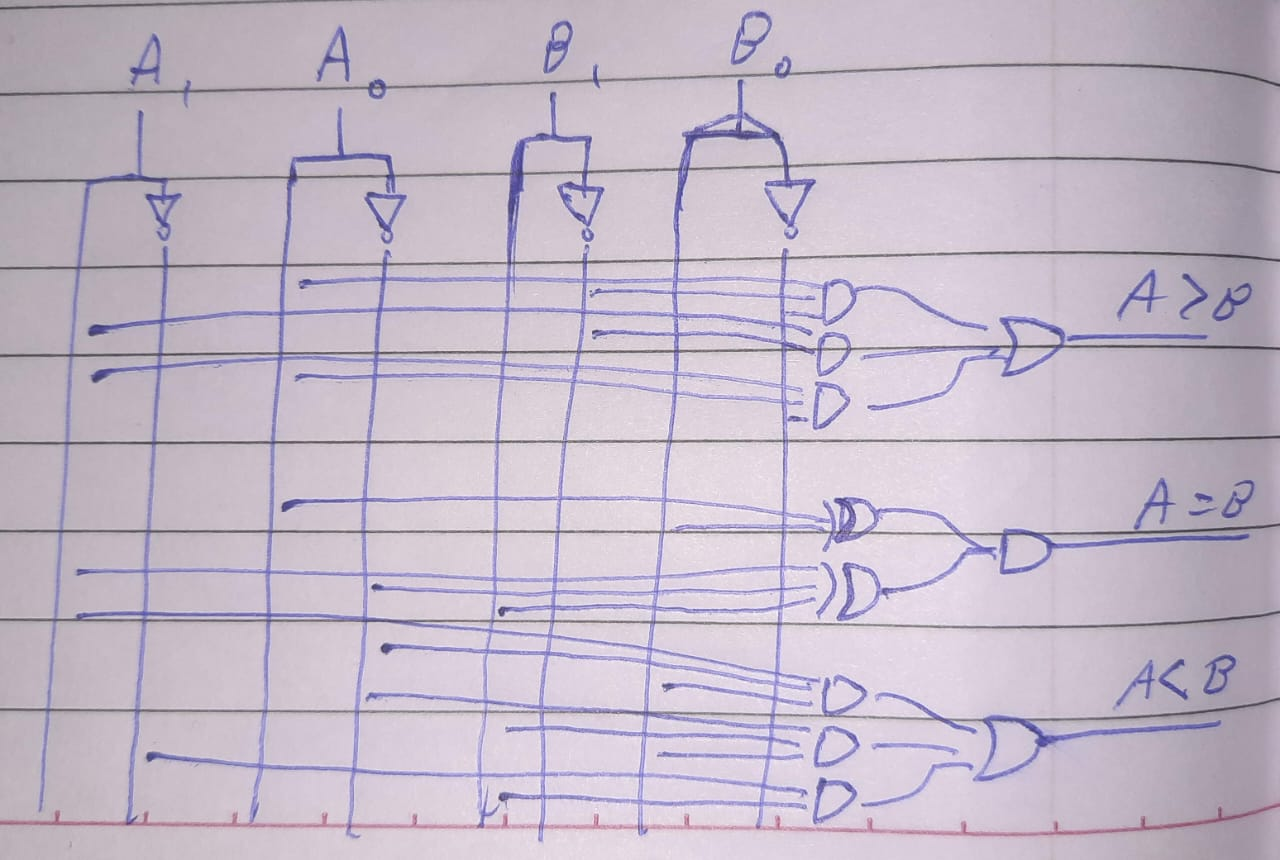 A₁ A₀ B₁ B₀
A > B
A = B
A < B